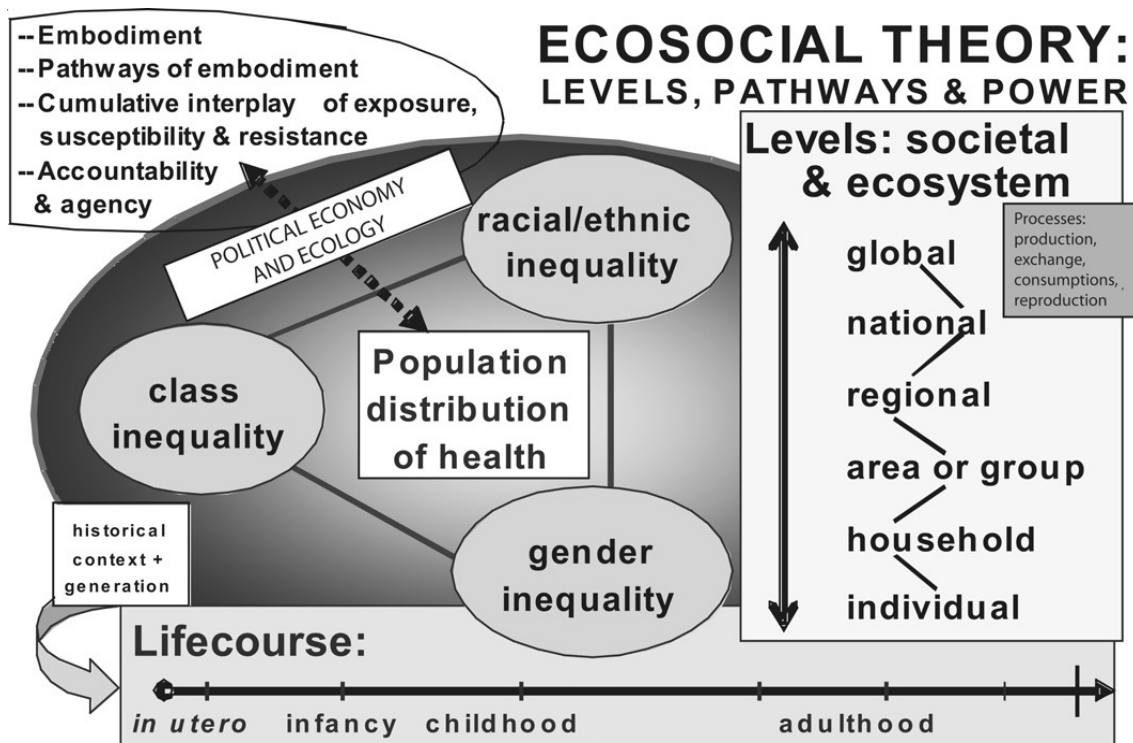 ECOSOCIAL THEORY:
LEVELS, PATHWAYS & POWER
--Embodiment
--Pathways of embodiment
--Cumulative interplay of exposure,
susceptibility & resistance
--Accountability
& agency
POLITICAL ECONOMY
AND ECOLOGY
racial/ethnic
inequality
class
inequality
Population
distribution
of health
gender
inequality
Levels: societal
& ecosystem
Processes:
production,
exchange,
consumptions,
reproduction
global
national
regional
area or group
household
individual
historical
context +
generation
Lifecourse:
in utero infancy childhood adulthood